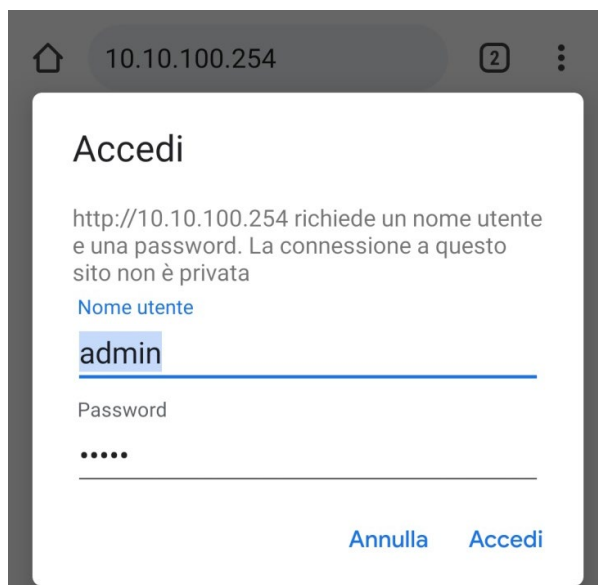 10.10.100.254
2
Accedi
http://10.10.100.254 richiede un nome utente
e una password. La connessione a questo
sito non è privata
Nome utente
admin
Password
•••••
Annulla Accedi